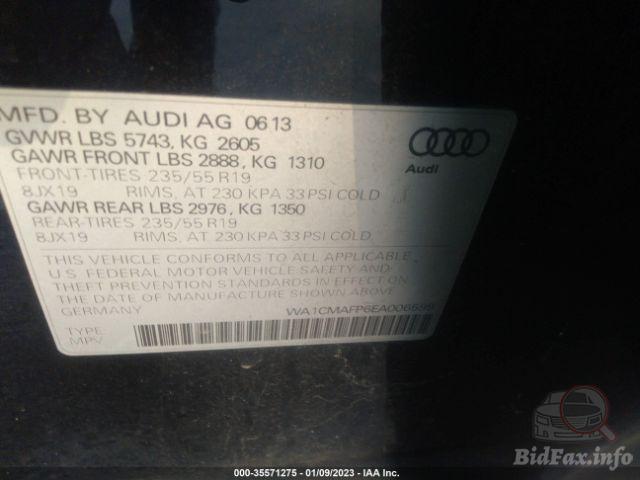 MFD. BY AUDI AG 0613
GVWR LBS 5743, KG 2605
GAWR FRONT LBS 2888, KG 1310
FRONT-TIRES 235/55 R19
8JX19 RIMS, AT 230 KPA 33 PSI COLD
GAWR REAR LBS 2976, KG 1350
REAR-TIRES 235/55 R19
8JX19 RIMS, AT 230 KPA 33 PSI COLD
Audi
THIS VEHICLE CONFORMS TO ALL APPLICABLE
U.S. FEDERAL MOTOR VEHICLE SAFETY AND
THEFT PREVENTION STANDARDS IN EFFECT ON
THE DATE OF MANUFACTURE SHOWN ABOVE.
GERMANY
TYPE:
MPV
BidFax.info
000-35571275 | 01/09/2023 - IAA Inc.